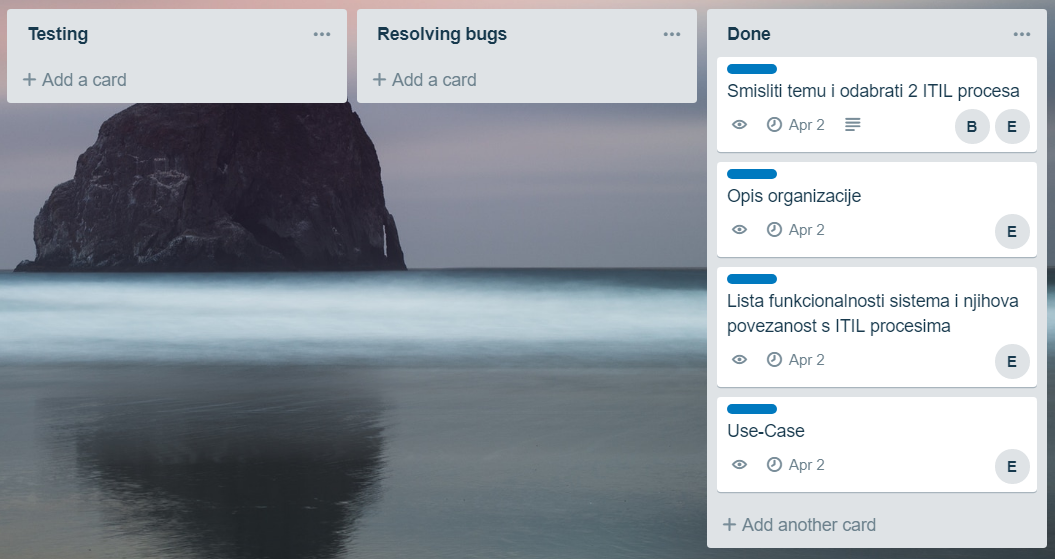 Testing
+ Add a card
Resolving bugs
+ Add a card
Done
Smisliti temu i odabrati 2 ITIL procesa
Apr 2
B E
Opis organizacije
Apr 2
E
Lista funkcionalnosti sistema i njihova
povezanost s ITIL procesima
Apr 2
E
Use-Case
Apr 2
E
+ Add another card